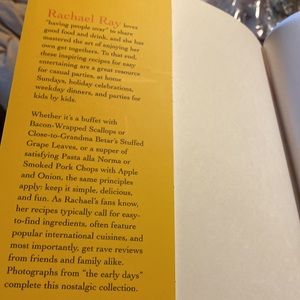 Rachael Ray loves
"having people over" to share
good food and drink, and she has
mastered the art of enjoying her
own get togethers. To that end,
these inspiring recipes for easy
entertaining are a great resource
for casual parties, at home
Sundays, holiday celebrations,
weekday dinners, and parties for
kids by kids.
Whether it's a buffet with
Bacon-Wrapped Scallops or
Close-to-Grandma Betar's Stuffed
Grape Leaves, or a supper of
satisfying Pasta alla Norma or
Smoked Pork Chops with Apple
and Onion, the same principles
apply: keep it simple, delicious,
and fun. As Rachael's fans know,
her recipes typically call for easy-
to-find ingredients, often feature
popular international cuisines, and
most importantly, get rave reviews
from friends and family alike.
Photographs from "the early days"
complete this nostalgic collection.